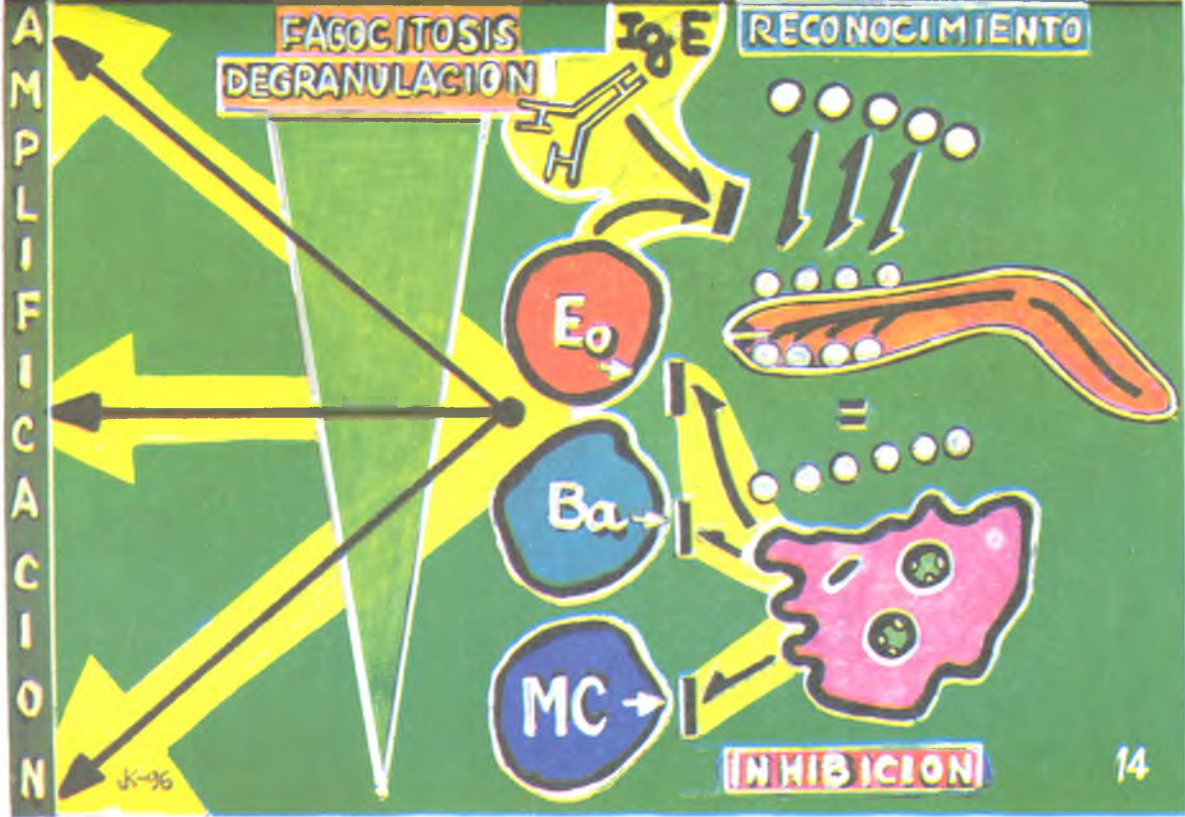 AMPLIFICACION
FAGOCITOSIS
DEGRANULACION
IgE
RECONOCIMIENTO
Eo
=
Ba
MC
INHIBICION
JK-96
14